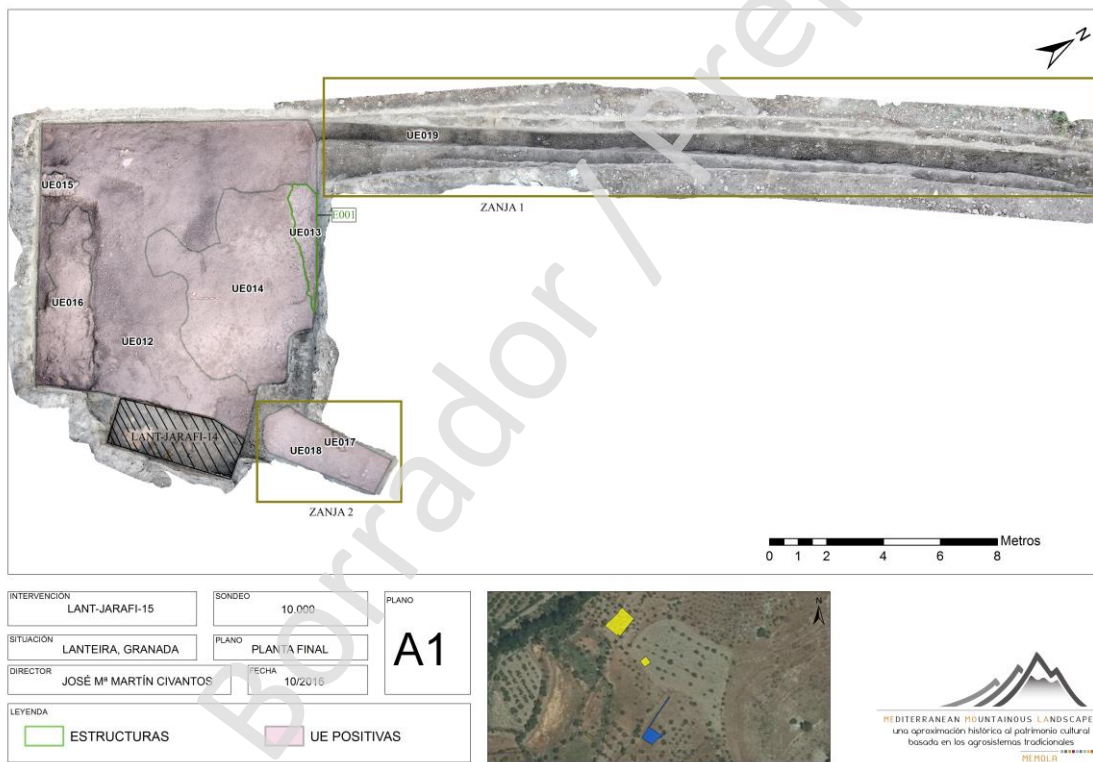 N
UE019
UE015
ZANJA 1
E001
UE013
UE014
UE016
UE012
LANT-JARAFI-14
UE017
UE018
ZANJA 2
Metros
0 1 2 4 6 8
Borrador / Pre
INTERVENCIÓN
LANT-JARAFI-15
SONDEO
10.000
PLANO
A1
SITUACIÓN
LANTEIRA, GRANADA
PLANO
PLANTA FINAL
DIRECTOR
JOSÉ Mª MARTÍN CIVANTOS
FECHA
10/2016
LEYENDA
ESTRUCTURAS
UE POSITIVAS
N
MEDITERRANEAN MOUNTAINOUS LANDSCAPE
una aproximación histórica al patrimonio cultural
basada en los agrosistemas tradicionales
MEMOLA